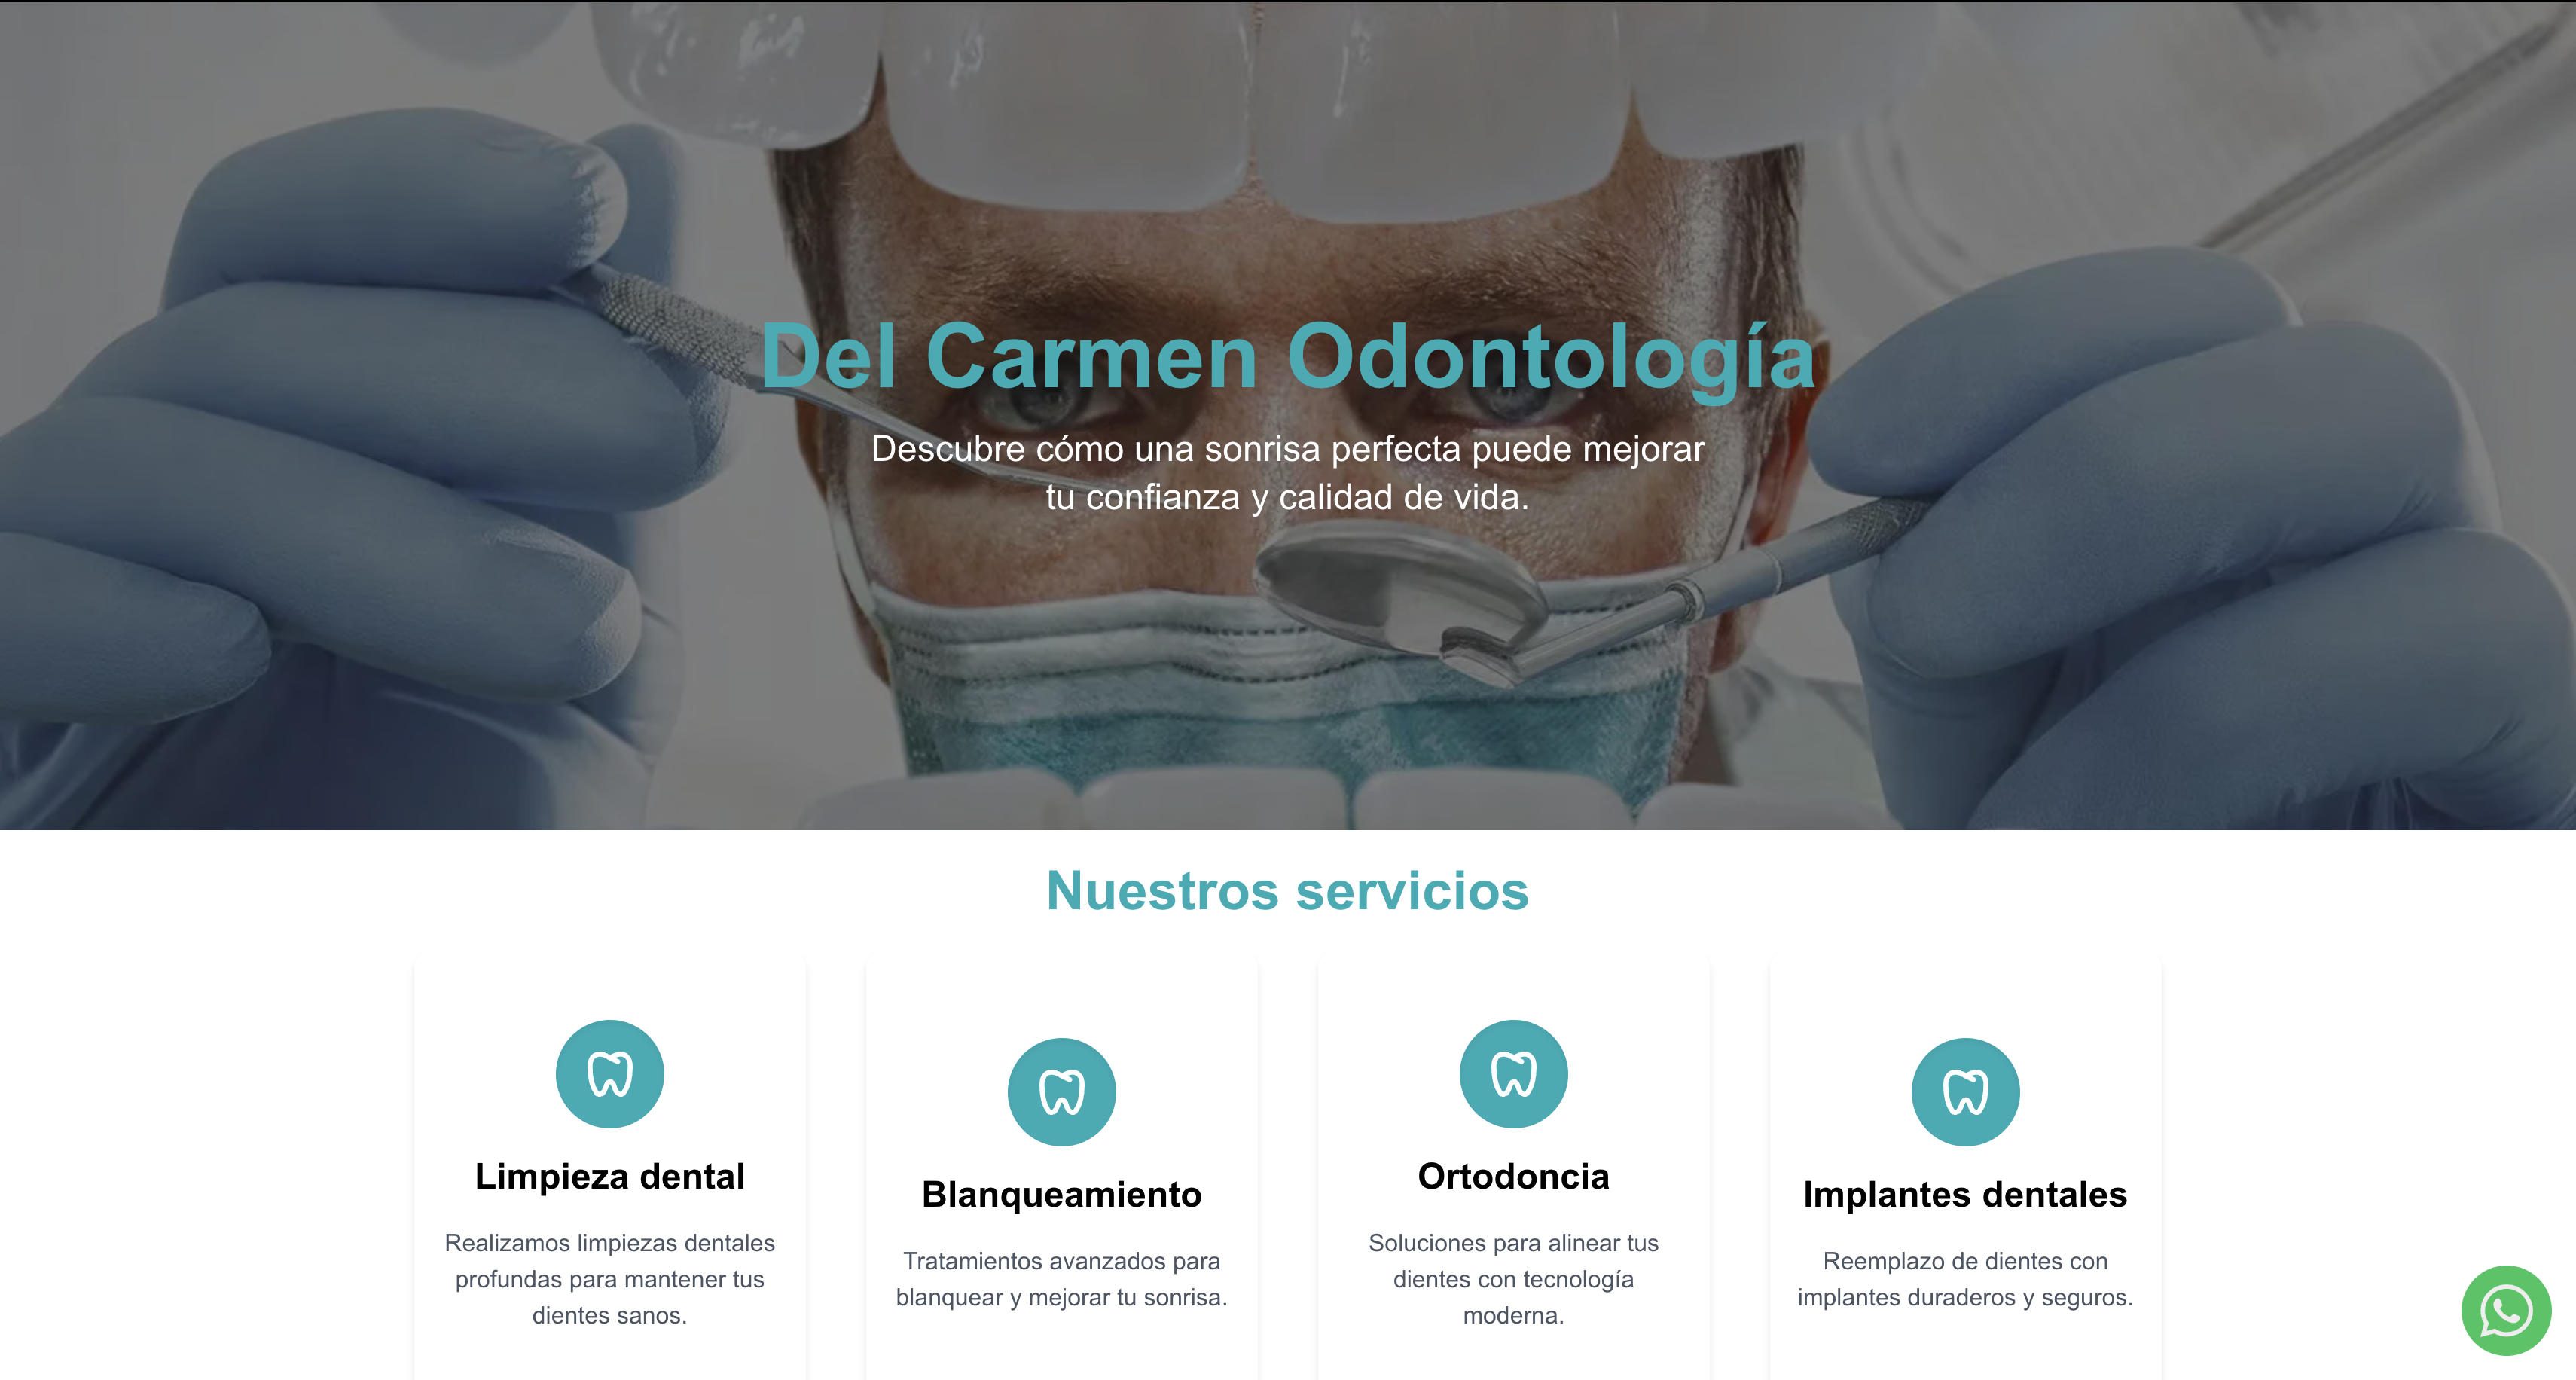 Del Carmen Odontología
Descubre cómo una sonrisa perfecta puede mejorar
tu confianza y calidad de vida.
Nuestros servicios
Limpieza dental
Realizamos limpiezas dentales
profundas para mantener tus
dientes sanos.
Blanqueamiento
Tratamientos avanzados para
blanquear y mejorar tu sonrisa.
Ortodoncia
Soluciones para alinear tus
dientes con tecnología
moderna.
Implantes dentales
Reemplazo de dientes con
implantes duraderos y seguros.